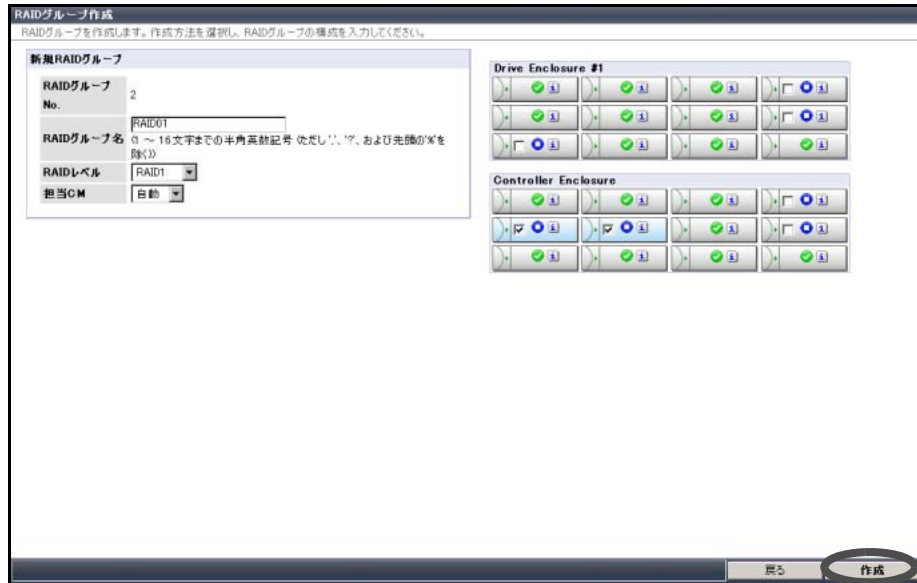 RAIDグループ作成
RAIDグループを作成します。作成方法を選択し、RAIDグループの構成を入力してください。
新規RAIDグループ
RAIDグループ No.
2
RAIDグループ名
RAID01
(1 ～ 16文字までの半角英数記号 (ただし','、'?'、および先頭の'%'を
除く))
RAIDレベル
RAID1
担当CM
自動
Drive Enclosure #1
Controller Enclosure
戻る
作成